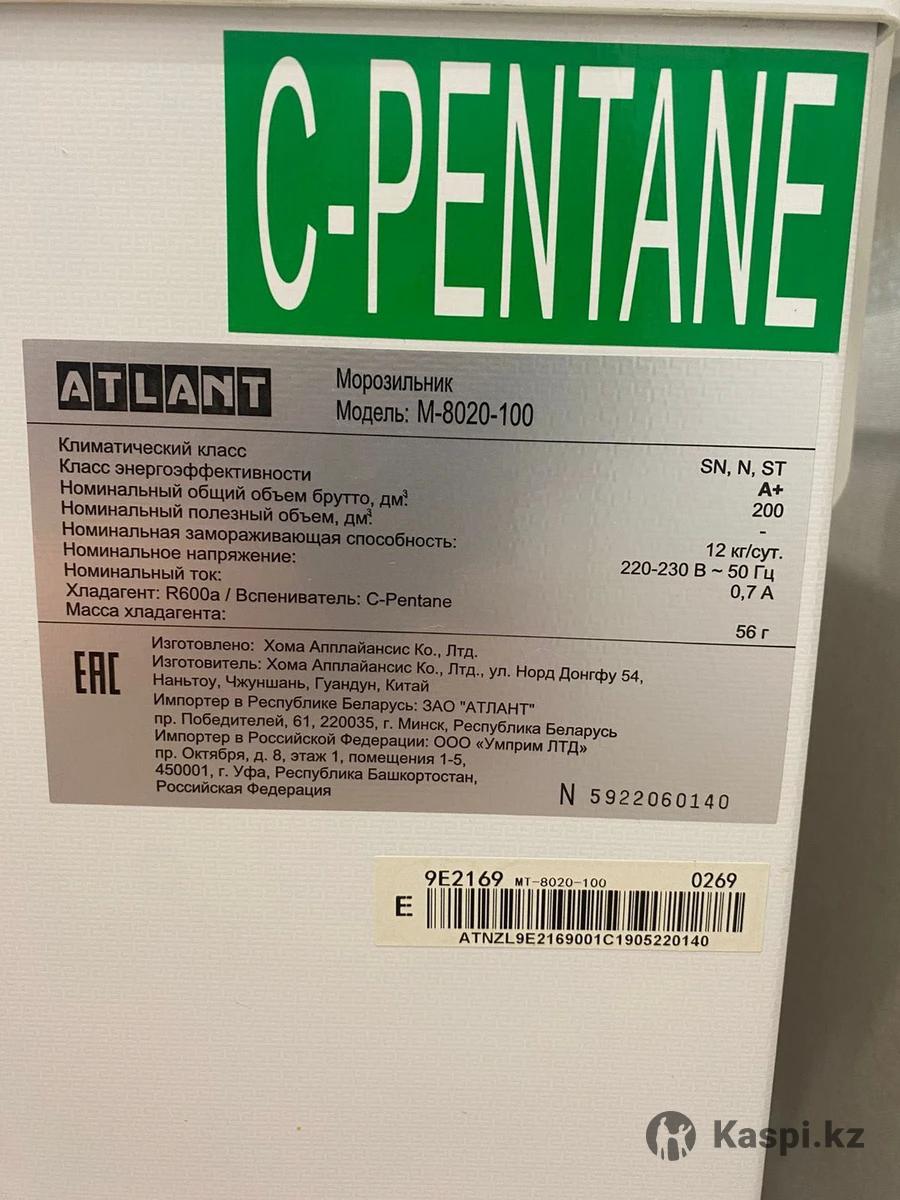 C-PENTANE
ATLANT
Морозильник
Модель: М-8020-100
Климатический класс SN, N, ST
Класс энергоэффективности A+
Номинальный общий объем брутто, дм³: 200
Номинальный полезный объем, дм³: -
Номинальная замораживающая способность: 12 кг/сут.
Номинальное напряжение: 220-230 В ~ 50 Гц
Номинальный ток: 0,7 А
Хладагент: R600a / Вспениватель: C-Pentane
Масса хладагента: 56 г
EAC
Изготовлено: Хома Апплайансис Ко., Лтд.
Изготовитель: Хома Апплайансис Ко., Лтд., ул. Норд Донгфу 54,
Наньтоу, Чжуншань, Гуандун, Китай
Импортер в Республике Беларусь: ЗАО "АТЛАНТ"
пр. Победителей, 61, 220035, г. Минск, Республика Беларусь
Импортер в Российской Федерации: ООО «Умприм ЛТД»
пр. Октября, д. 8, этаж 1, помещения 1-5,
450001, г. Уфа, Республика Башкортостан,
Российская Федерация
N 5922060140
9E2169 MT-8020-100 0269
E
ATNZL9E2169001C1905220140
Kaspi.kz